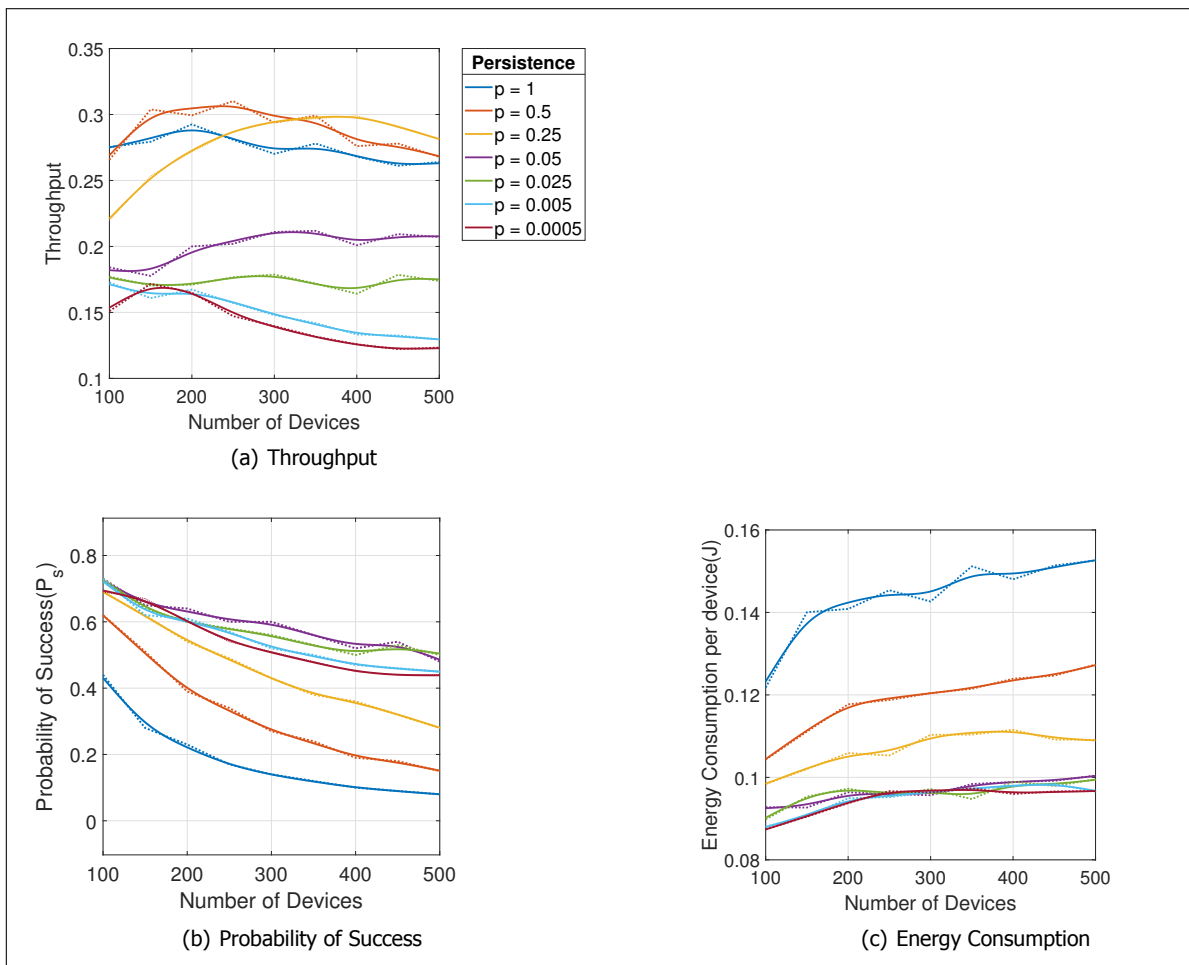 0.35
0.3
0.25
0.2
0.15
0.1
Throughput
100 200 300 400 500
Number of Devices
(a) Throughput
Persistence
p = 1
p = 0.5
p = 0.25
p = 0.05
p = 0.025
p = 0.005
p = 0.0005
0.8
0.6
0.4
0.2
0
Probability of Success(P_s)
100 200 300 400 500
Number of Devices
(b) Probability of Success
0.16
0.14
0.12
0.1
0.08
Energy Consumption per device(J)
100 200 300 400 500
Number of Devices
(c) Energy Consumption